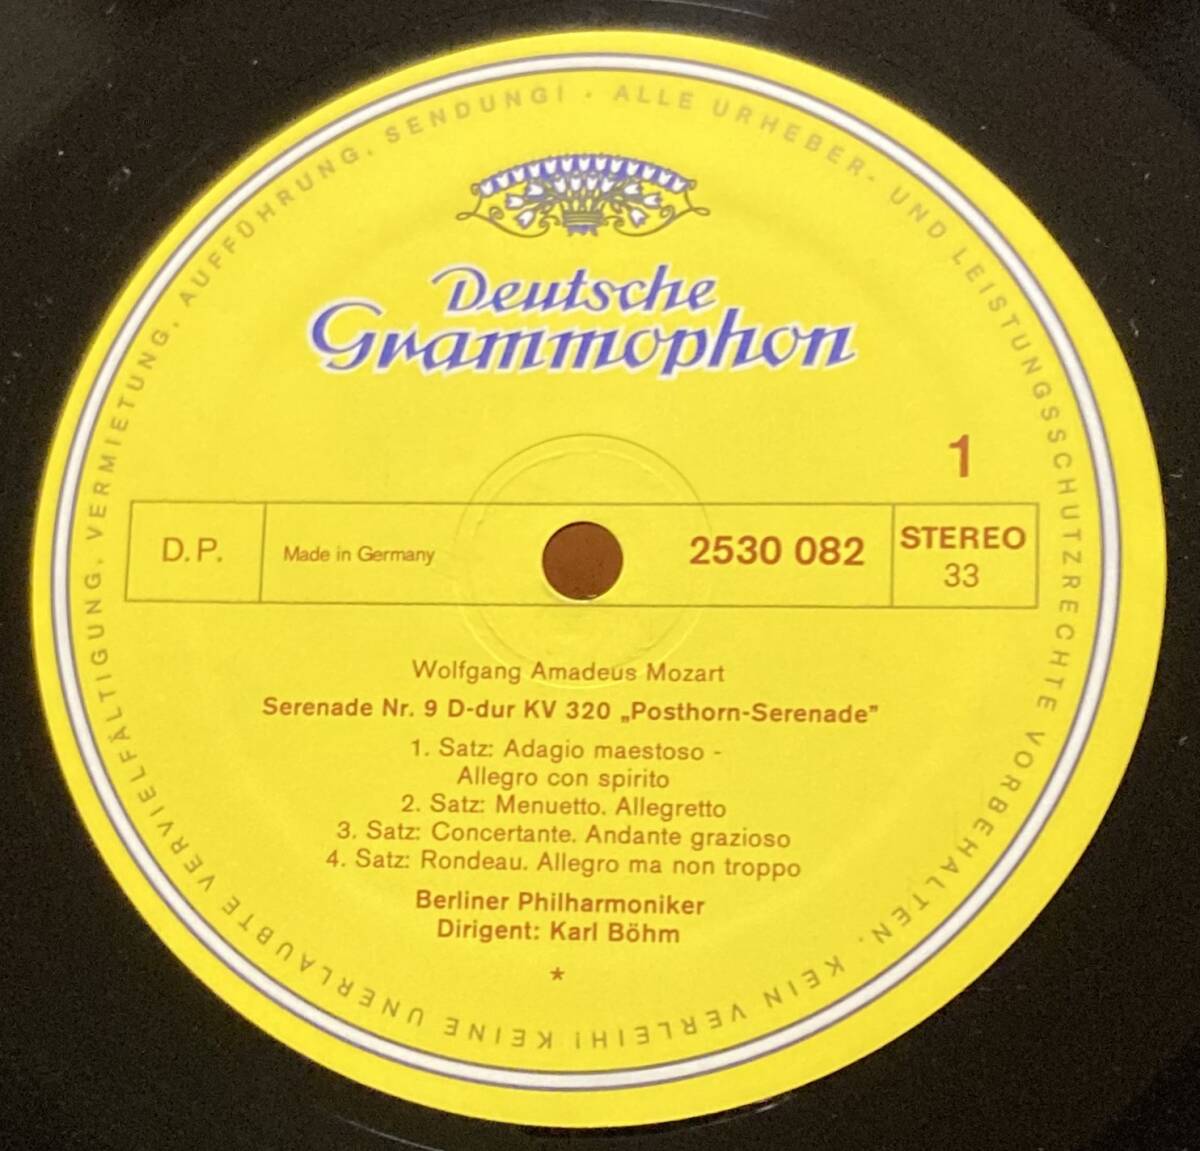 Deutsche
Grammophon
1
D.P.
Made in Germany
2530 082
STEREO
33
Wolfgang Amadeus Mozart
Serenade Nr. 9 D-dur KV 320 „Posthorn-Serenade”
1. Satz: Adagio maestoso -
Allegro con spirito
2. Satz: Menuetto. Allegretto
3. Satz: Concertante. Andante grazioso
4. Satz: Rondeau. Allegro ma non troppo
Berliner Philharmoniker
Dirigent: Karl Böhm
*
ALLE URHEBER- UND LEISTUNGSSCHUTZRECHTE VORBEHALTEN. KEIN VERLEIH! KEINE UNERLAUBTE VERVIELFÄLTIGUNG, VERMIETUNG, AUFFÜHRUNG, SENDUNG! ·